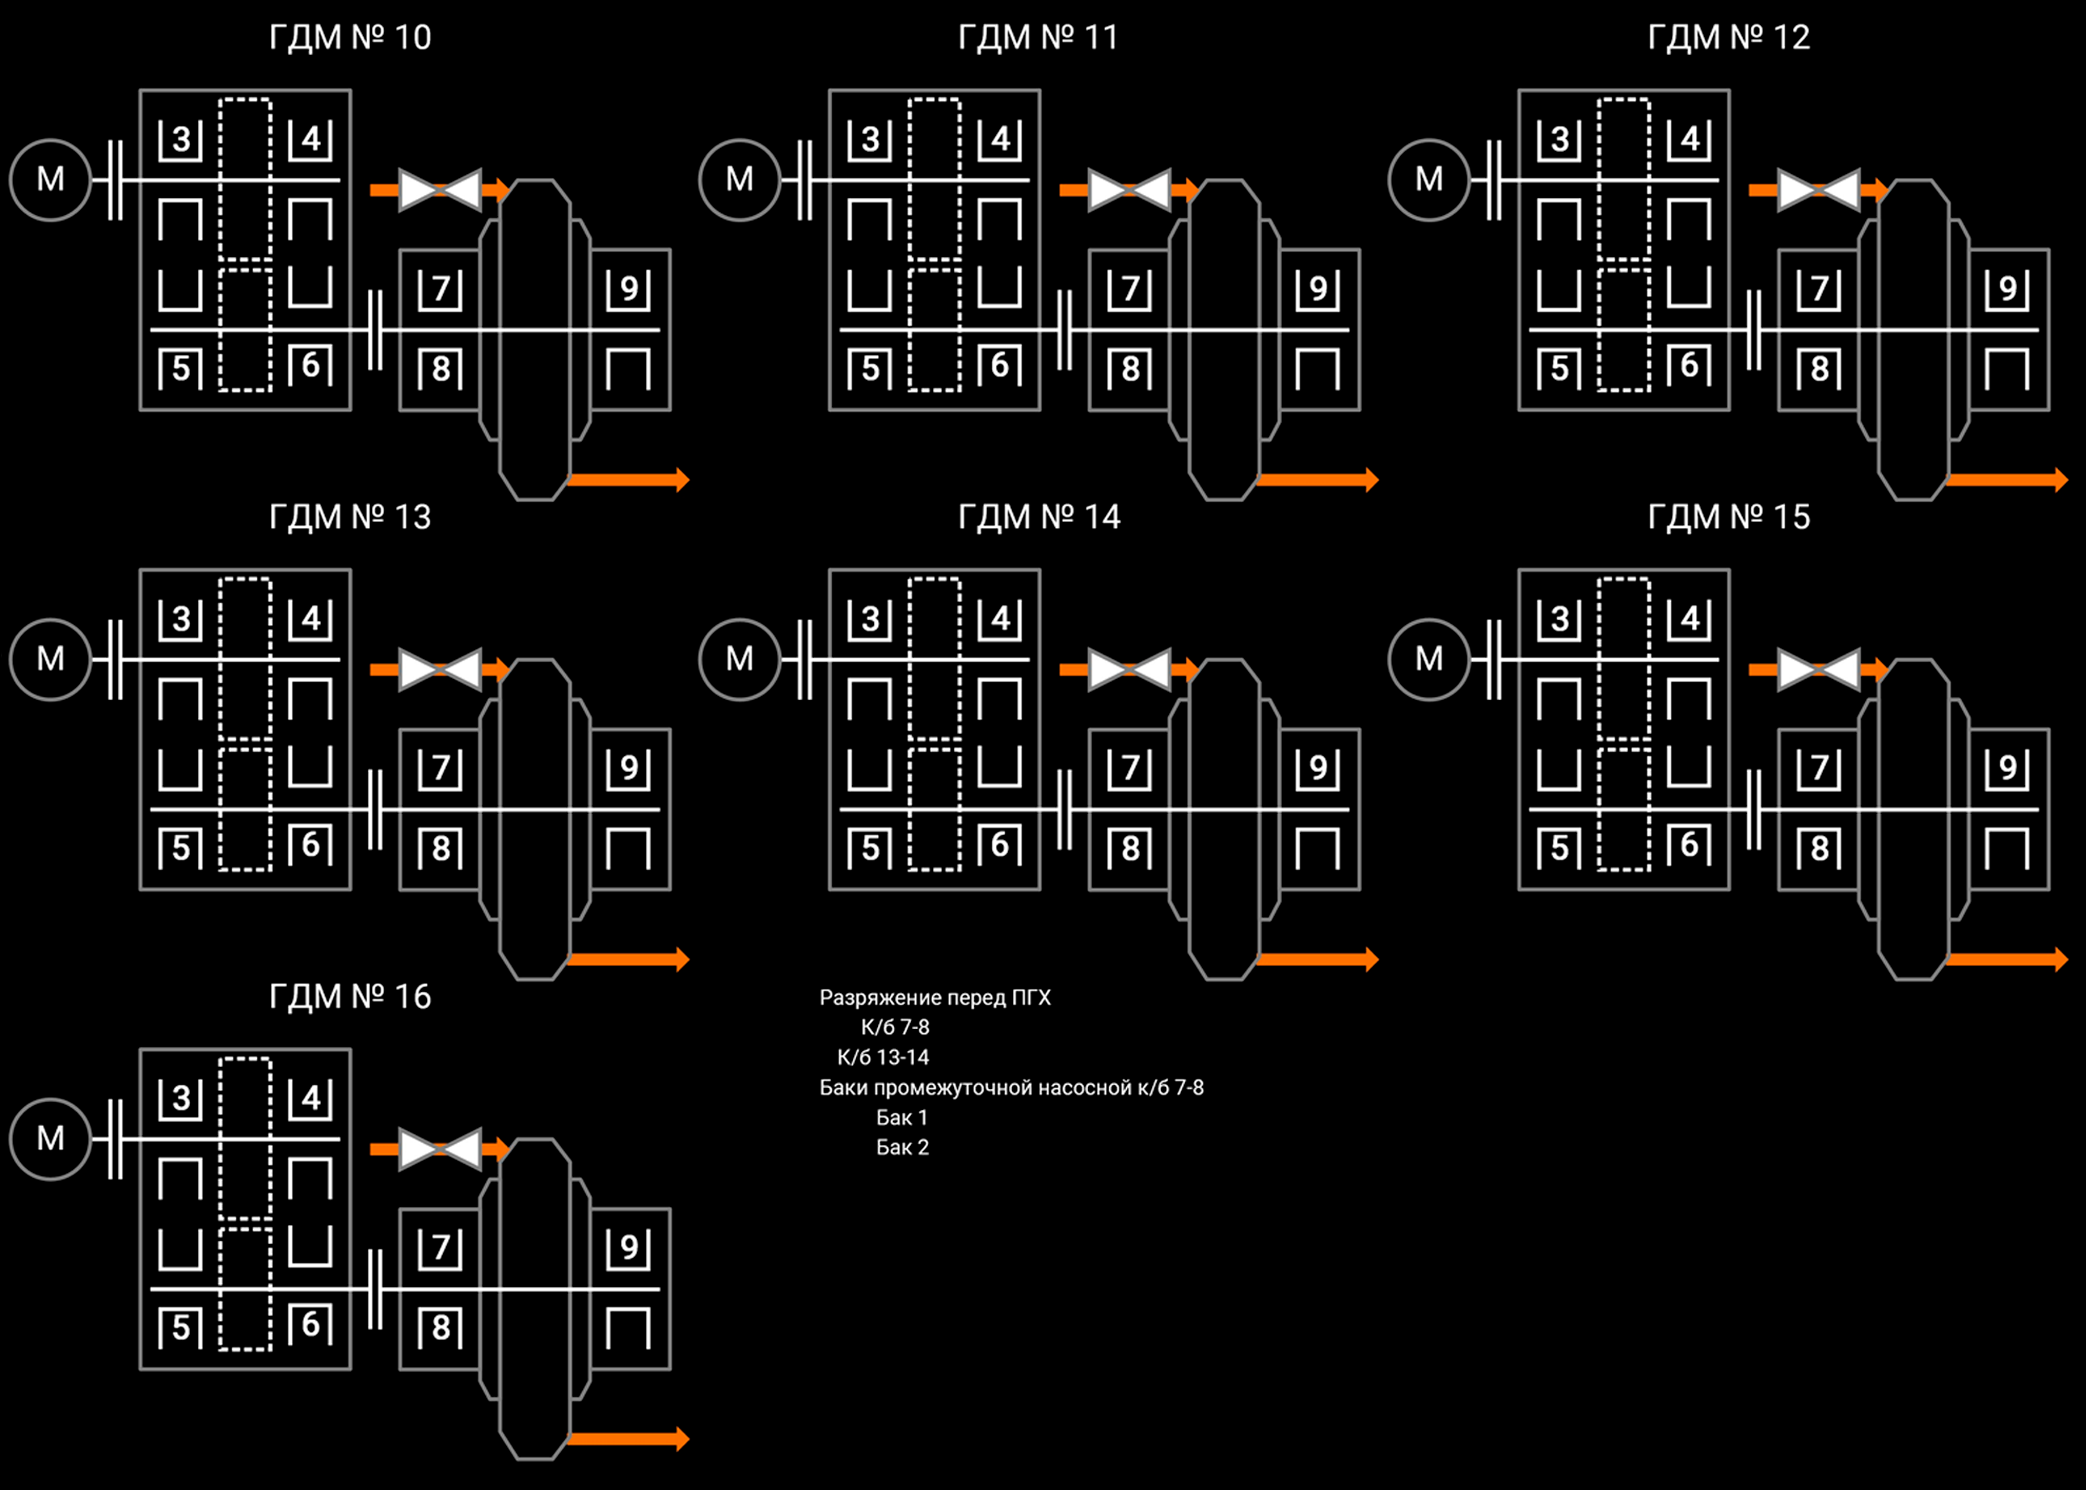 ГДМ № 10
3 4
М
7 9
5 6 8
ГДМ № 11
3 4
М
7 9
5 6 8
ГДМ № 12
3 4
М
7 9
5 6 8
ГДМ № 13
3 4
М
7 9
5 6 8
ГДМ № 14
3 4
М
7 9
5 6 8
ГДМ № 15
3 4
М
7 9
5 6 8
ГДМ № 16
3 4
М
7 9
5 6 8
Разряжение перед ПГХ
К/б 7-8
К/б 13-14
Баки промежуточной насосной к/б 7-8
Бак 1
Бак 2